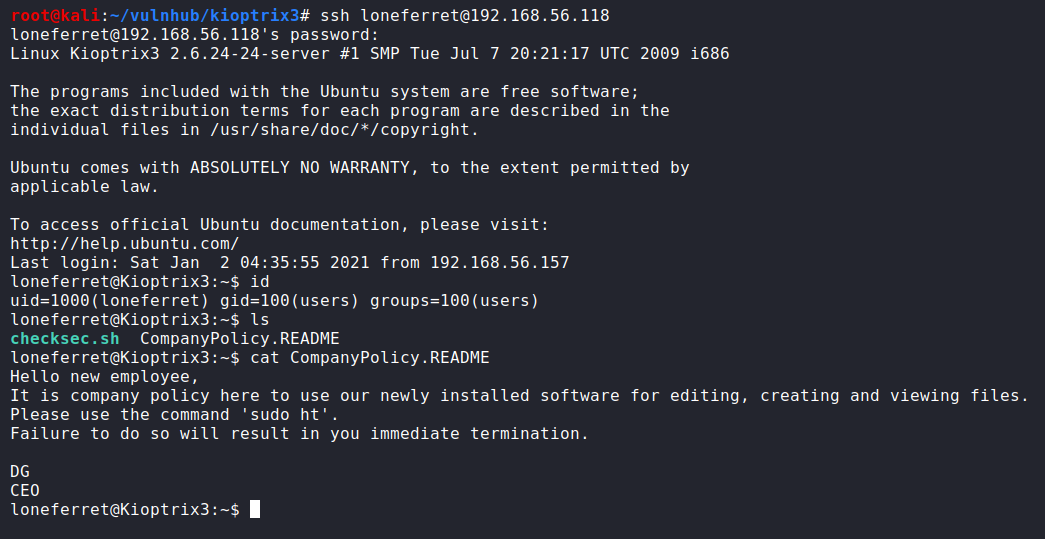 root@kali:~/vulnhub/kioptrix3# ssh loneferret@192.168.56.118
loneferret@192.168.56.118's password:
Linux Kioptrix3 2.6.24-24-server #1 SMP Tue Jul 7 20:21:17 UTC 2009 i686
The programs included with the Ubuntu system are free software;
the exact distribution terms for each program are described in the
individual files in /usr/share/doc/*/copyright.
Ubuntu comes with ABSOLUTELY NO WARRANTY, to the extent permitted by
applicable law.
To access official Ubuntu documentation, please visit:
http://help.ubuntu.com/
Last login: Sat Jan  2 04:35:55 2021 from 192.168.56.157
loneferret@Kioptrix3:~$ id
uid=1000(loneferret) gid=100(users) groups=100(users)
loneferret@Kioptrix3:~$ ls
checksec.sh  CompanyPolicy.README
loneferret@Kioptrix3:~$ cat CompanyPolicy.README
Hello new employee,
It is company policy here to use our newly installed software for editing, creating and viewing files.
Please use the command 'sudo ht'.
Failure to do so will result in you immediate termination.
DG
CEO
loneferret@Kioptrix3:~$